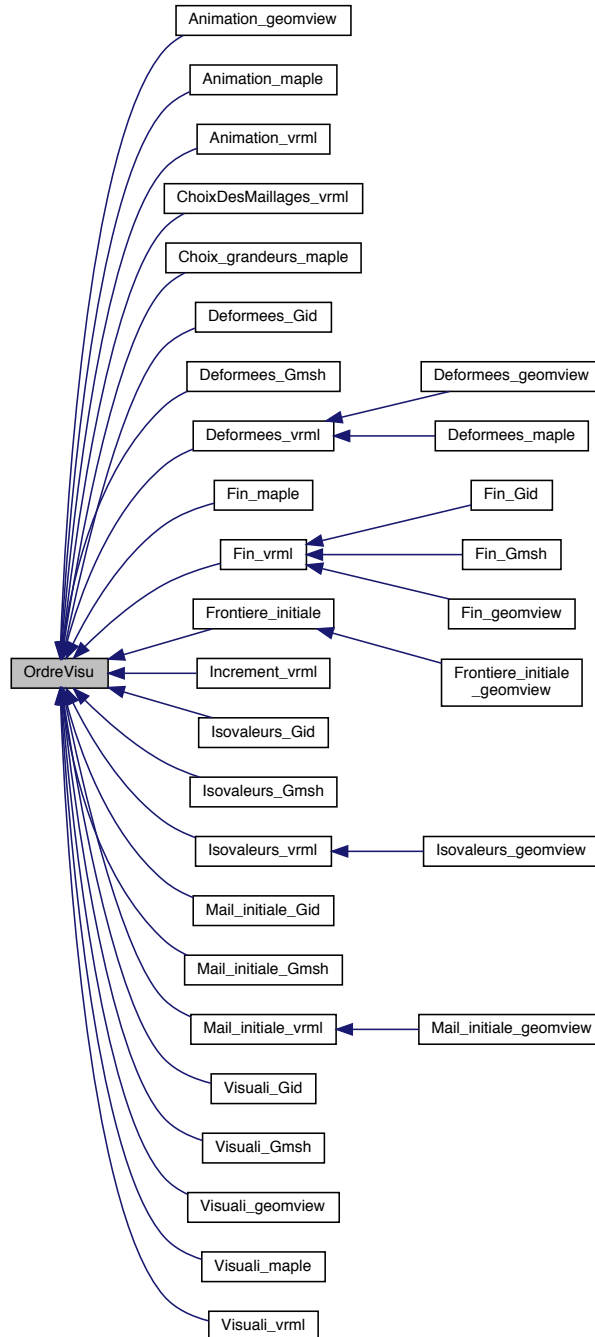 Animation_geomview
Animation_maple
Animation_vrml
ChoixDesMaillages_vrml
Choix_grandeurs_maple
Deformees_Gid
Deformees_Gmsh
Deformees_geomview
Deformees_vrml
Deformees_maple
Fin_maple
Fin_Gid
Fin_vrml
Fin_Gmsh
Fin_geomview
Frontiere_initiale
OrdreVisu
Increment_vrml
Frontiere_initiale
_geomview
Isovaleurs_Gid
Isovaleurs_Gmsh
Isovaleurs_vrml
Isovaleurs_geomview
Mail_initiale_Gid
Mail_initiale_Gmsh
Mail_initiale_vrml
Mail_initiale_geomview
Visuali_Gid
Visuali_Gmsh
Visuali_geomview
Visuali_maple
Visuali_vrml